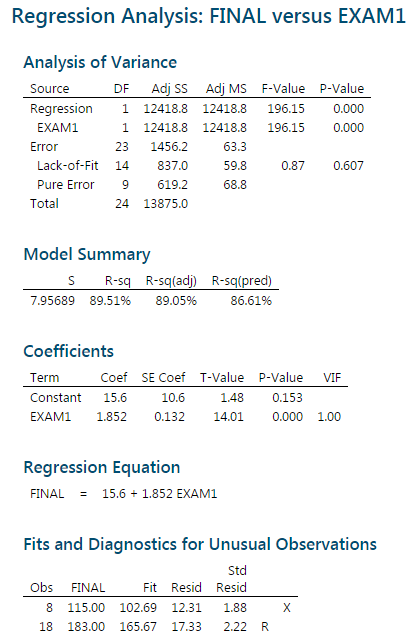 Regression Analysis: FINAL versus EXAM1
Analysis of Variance
Source DF Adj SS Adj MS F-Value P-Value
Regression 1 12418.8 12418.8 196.15 0.000
EXAM1 1 12418.8 12418.8 196.15 0.000
Error 23 1456.2 63.3
Lack-of-Fit 14 837.0 59.8 0.87 0.607
Pure Error 9 619.2 68.8
Total 24 13875.0
Model Summary
S R-sq R-sq(adj) R-sq(pred)
7.95689 89.51% 89.05% 86.61%
Coefficients
Term Coef SE Coef T-Value P-Value VIF
Constant 15.6 10.6 1.48 0.153
EXAM1 1.852 0.132 14.01 0.000 1.00
Regression Equation
FINAL = 15.6 + 1.852 EXAM1
Fits and Diagnostics for Unusual Observations
Std
Obs FINAL Fit Resid Resid
8 115.00 102.69 12.31 1.88 X
18 183.00 165.67 17.33 2.22 R